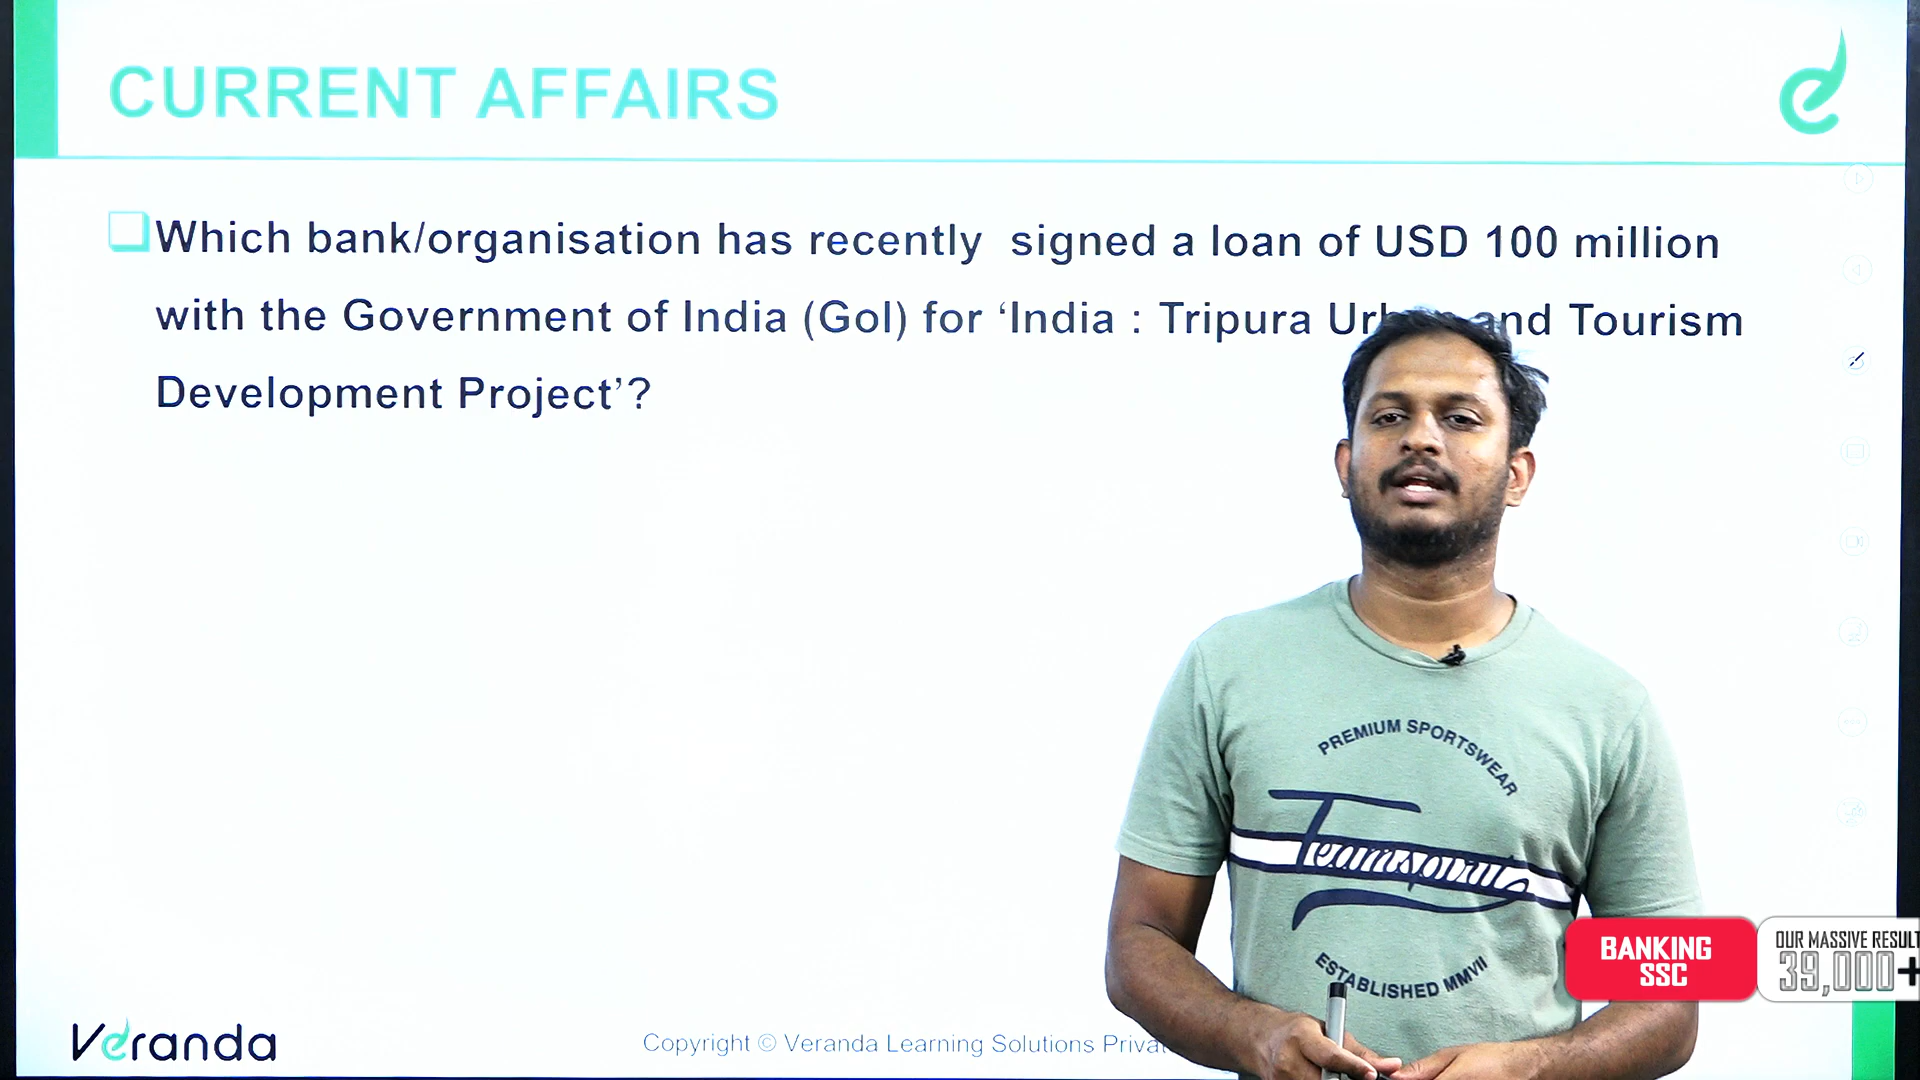 CURRENT AFFAIRS
Which bank/organisation has recently signed a loan of USD 100 million
with the Government of India (GoI) for ‘India : Tripura and Tourism
Development Project’?
PREMIUM SPORTSWEAR
ESTABLISHED MMVII
BANKING
SSC
OUR MASSIVE RESULT
39,000+
Veranda
Copyright © Veranda Learning Solutions